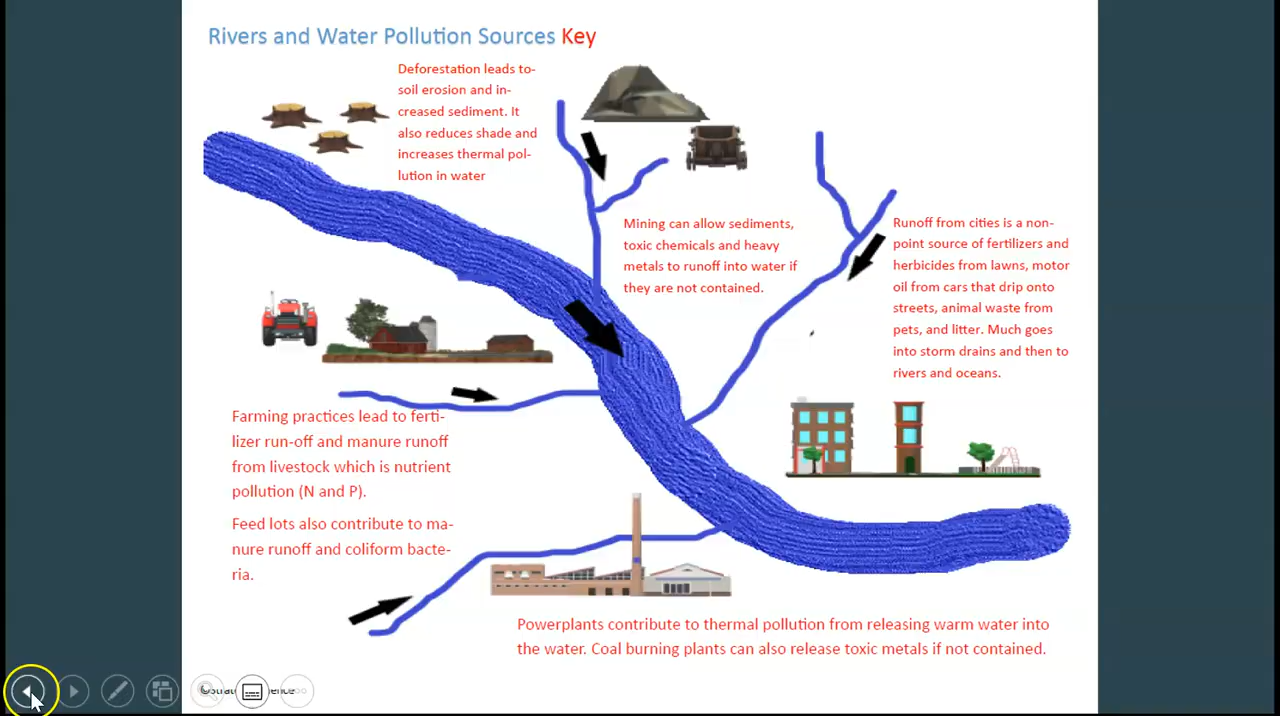 Rivers and Water Pollution Sources Key
Deforestation leads to-
soil erosion and in-
creased sediment. It
also reduces shade and
increases thermal pol-
lution in water
Mining can allow sediments,
toxic chemicals and heavy
metals to runoff into water if
they are not contained.
Runoff from cities is a non-
point source of fertilizers and
herbicides from lawns, motor
oil from cars that drip onto
streets, animal waste from
pets, and litter. Much goes
into storm drains and then to
rivers and oceans.
Farming practices lead to ferti-
lizer run-off and manure runoff
from livestock which is nutrient
pollution (N and P).
Feed lots also contribute to ma-
nure runoff and coliform bacte-
ria.
Powerplants contribute to thermal pollution from releasing warm water into
the water. Coal burning plants can also release toxic metals if not contained.